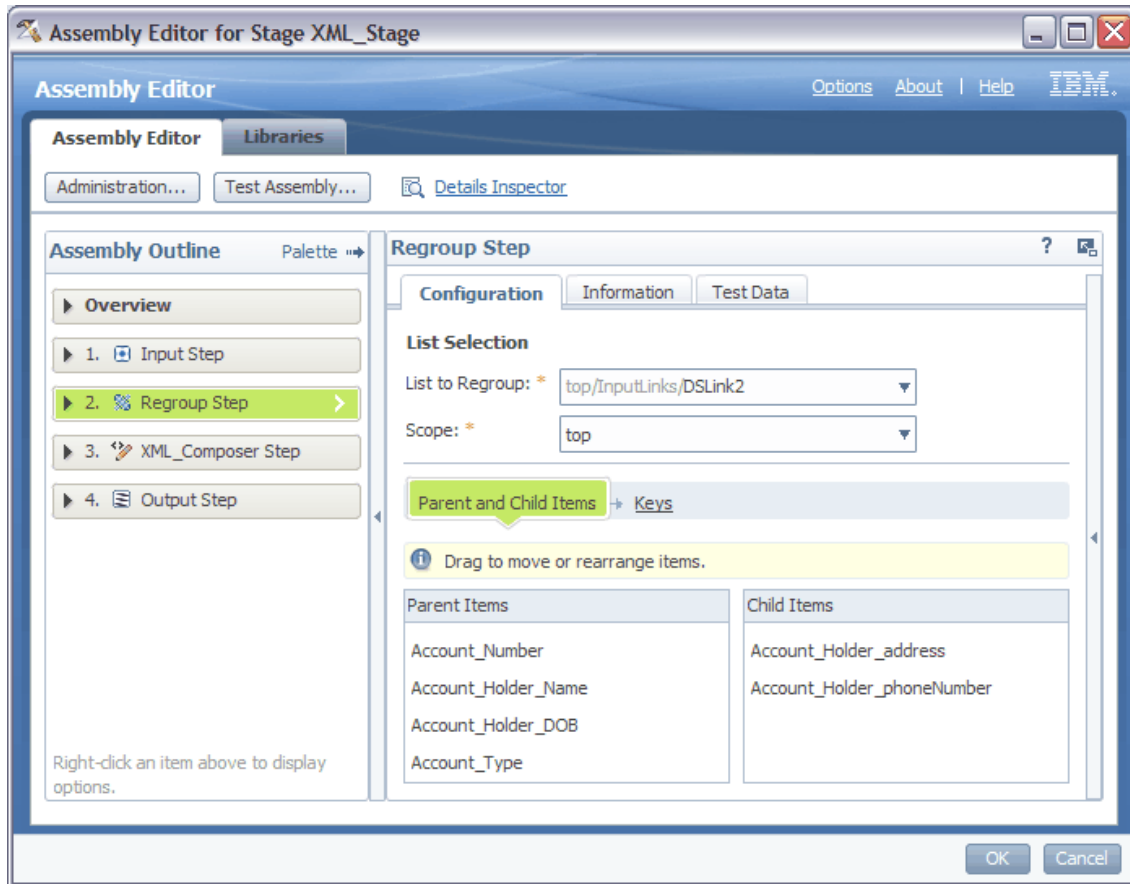 Assembly Editor for Stage XML_Stage
Assembly Editor
Options About | Help IBM.
Assembly Editor Libraries
Administration... Test Assembly... Details Inspector
Assembly Outline Palette
Overview
1. Input Step
2. Regroup Step
3. XML_Composer Step
4. Output Step
Right-click an item above to display
options.
Regroup Step ?
Configuration Information Test Data
List Selection
List to Regroup: * top/InputLinks/DSLink2
Scope: * top
Parent and Child Items Keys
Drag to move or rearrange items.
Parent Items
Account_Number
Account_Holder_Name
Account_Holder_DOB
Account_Type
Child Items
Account_Holder_address
Account_Holder_phoneNumber
OK Cancel